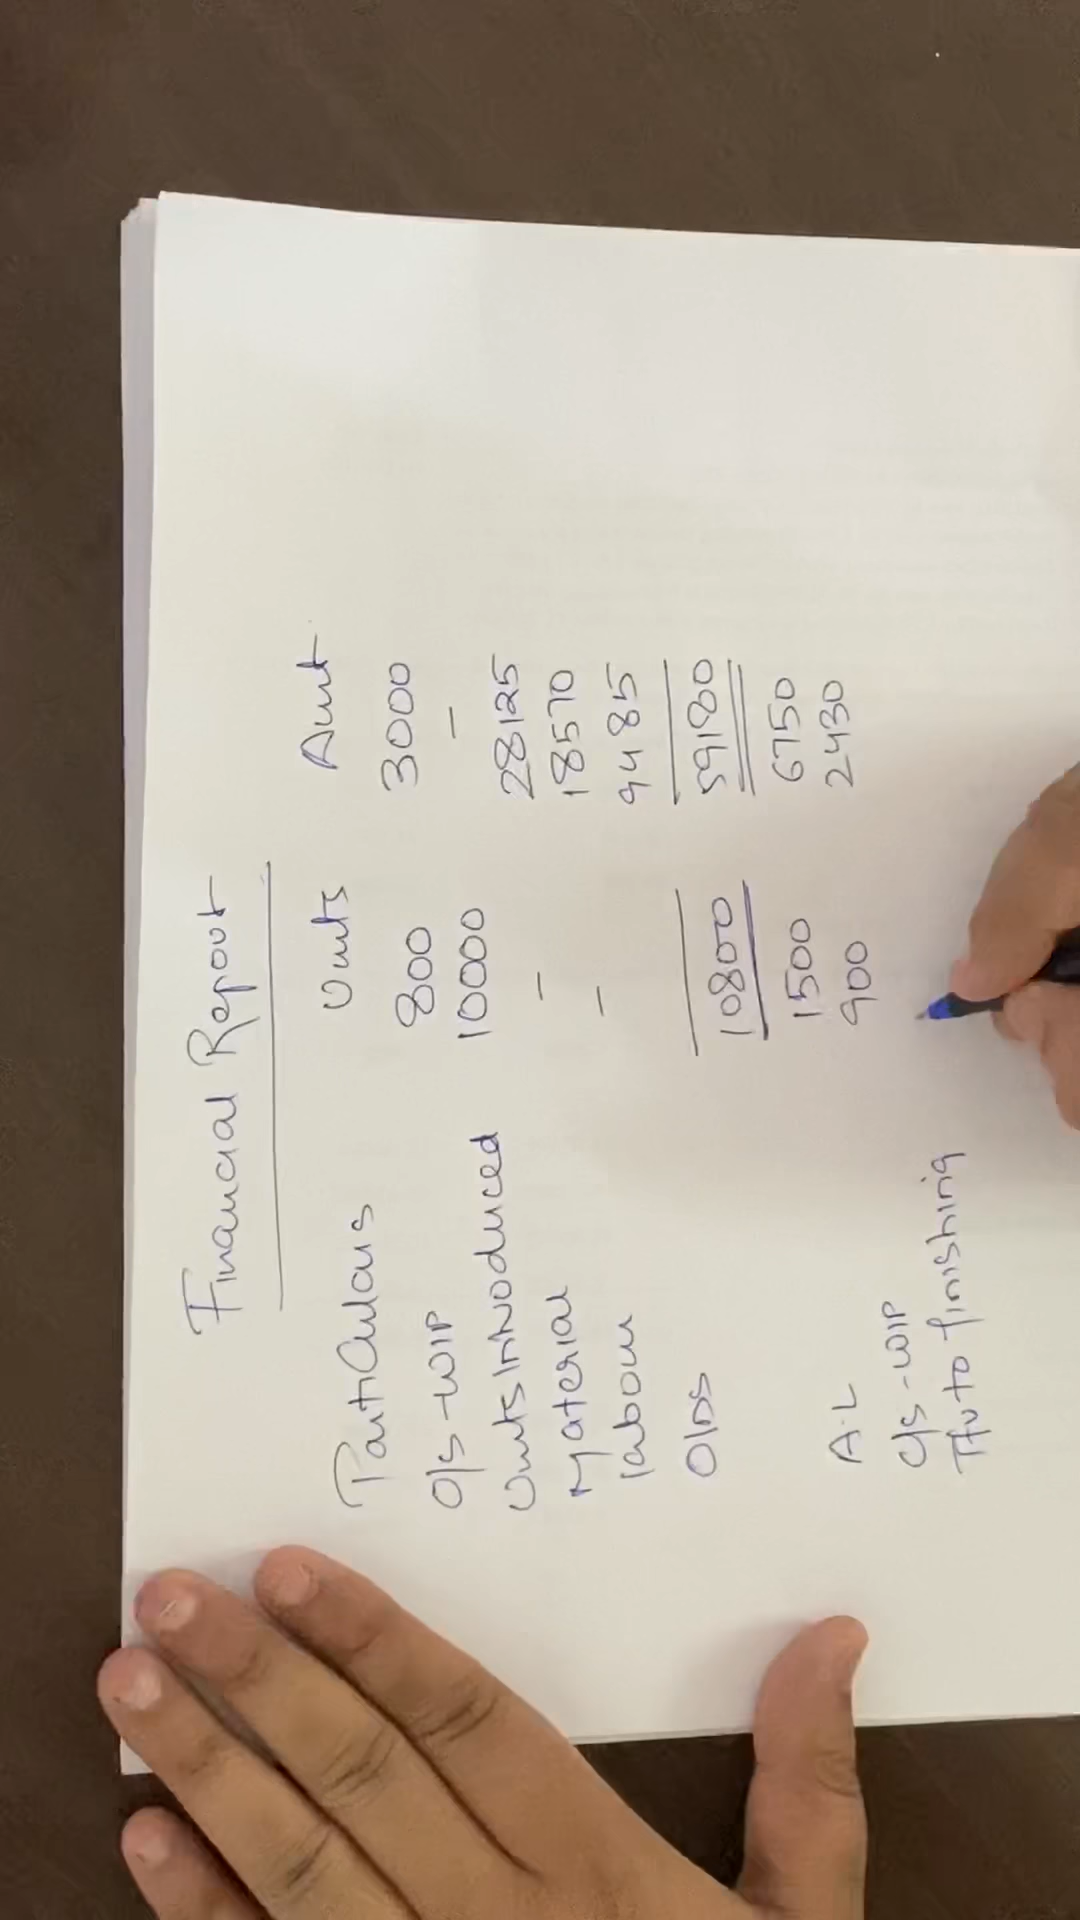 Financial Report
Particulars Units Amt
O/s -WIP 800 3000
Units Introduced 10000 -
Material - 28125
labour - 18570
O/Ds 9485
10800 59180
A.L 1500 6750
C/s -WIP 900 2430
Tfr to finishing